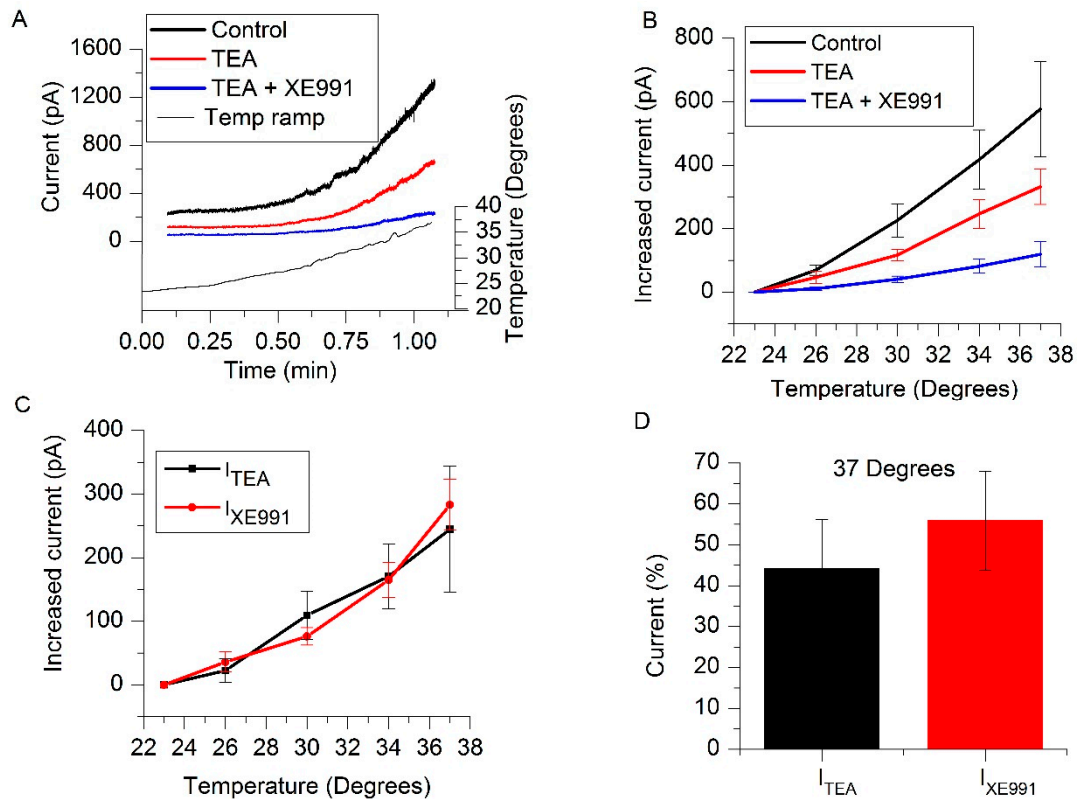 A
Control
TEA
TEA + XE991
Temp ramp
Current (pA)
1600
1200
800
400
0
Temperature (Degrees)
40
35
30
25
20
0.00 0.25 0.50 0.75 1.00
Time (min)
B
Control
TEA
TEA + XE991
Increased current (pA)
800
600
400
200
0
22 24 26 28 30 32 34 36 38
Temperature (Degrees)
C
I_TEA
I_XE991
Increased current (pA)
400
300
200
100
0
22 24 26 28 30 32 34 36 38
Temperature (Degrees)
D
37 Degrees
Current (%)
70
60
50
40
30
20
10
0
I_TEA I_XE991